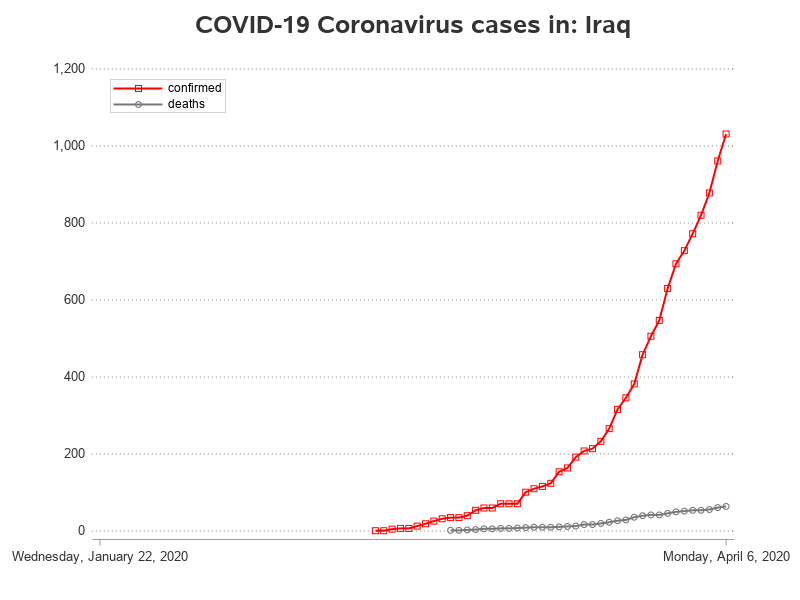 COVID-19 Coronavirus cases in: Iraq
1,200
confirmed
deaths
1,000
800
600
400
200
0
Wednesday, January 22, 2020
Monday, April 6, 2020